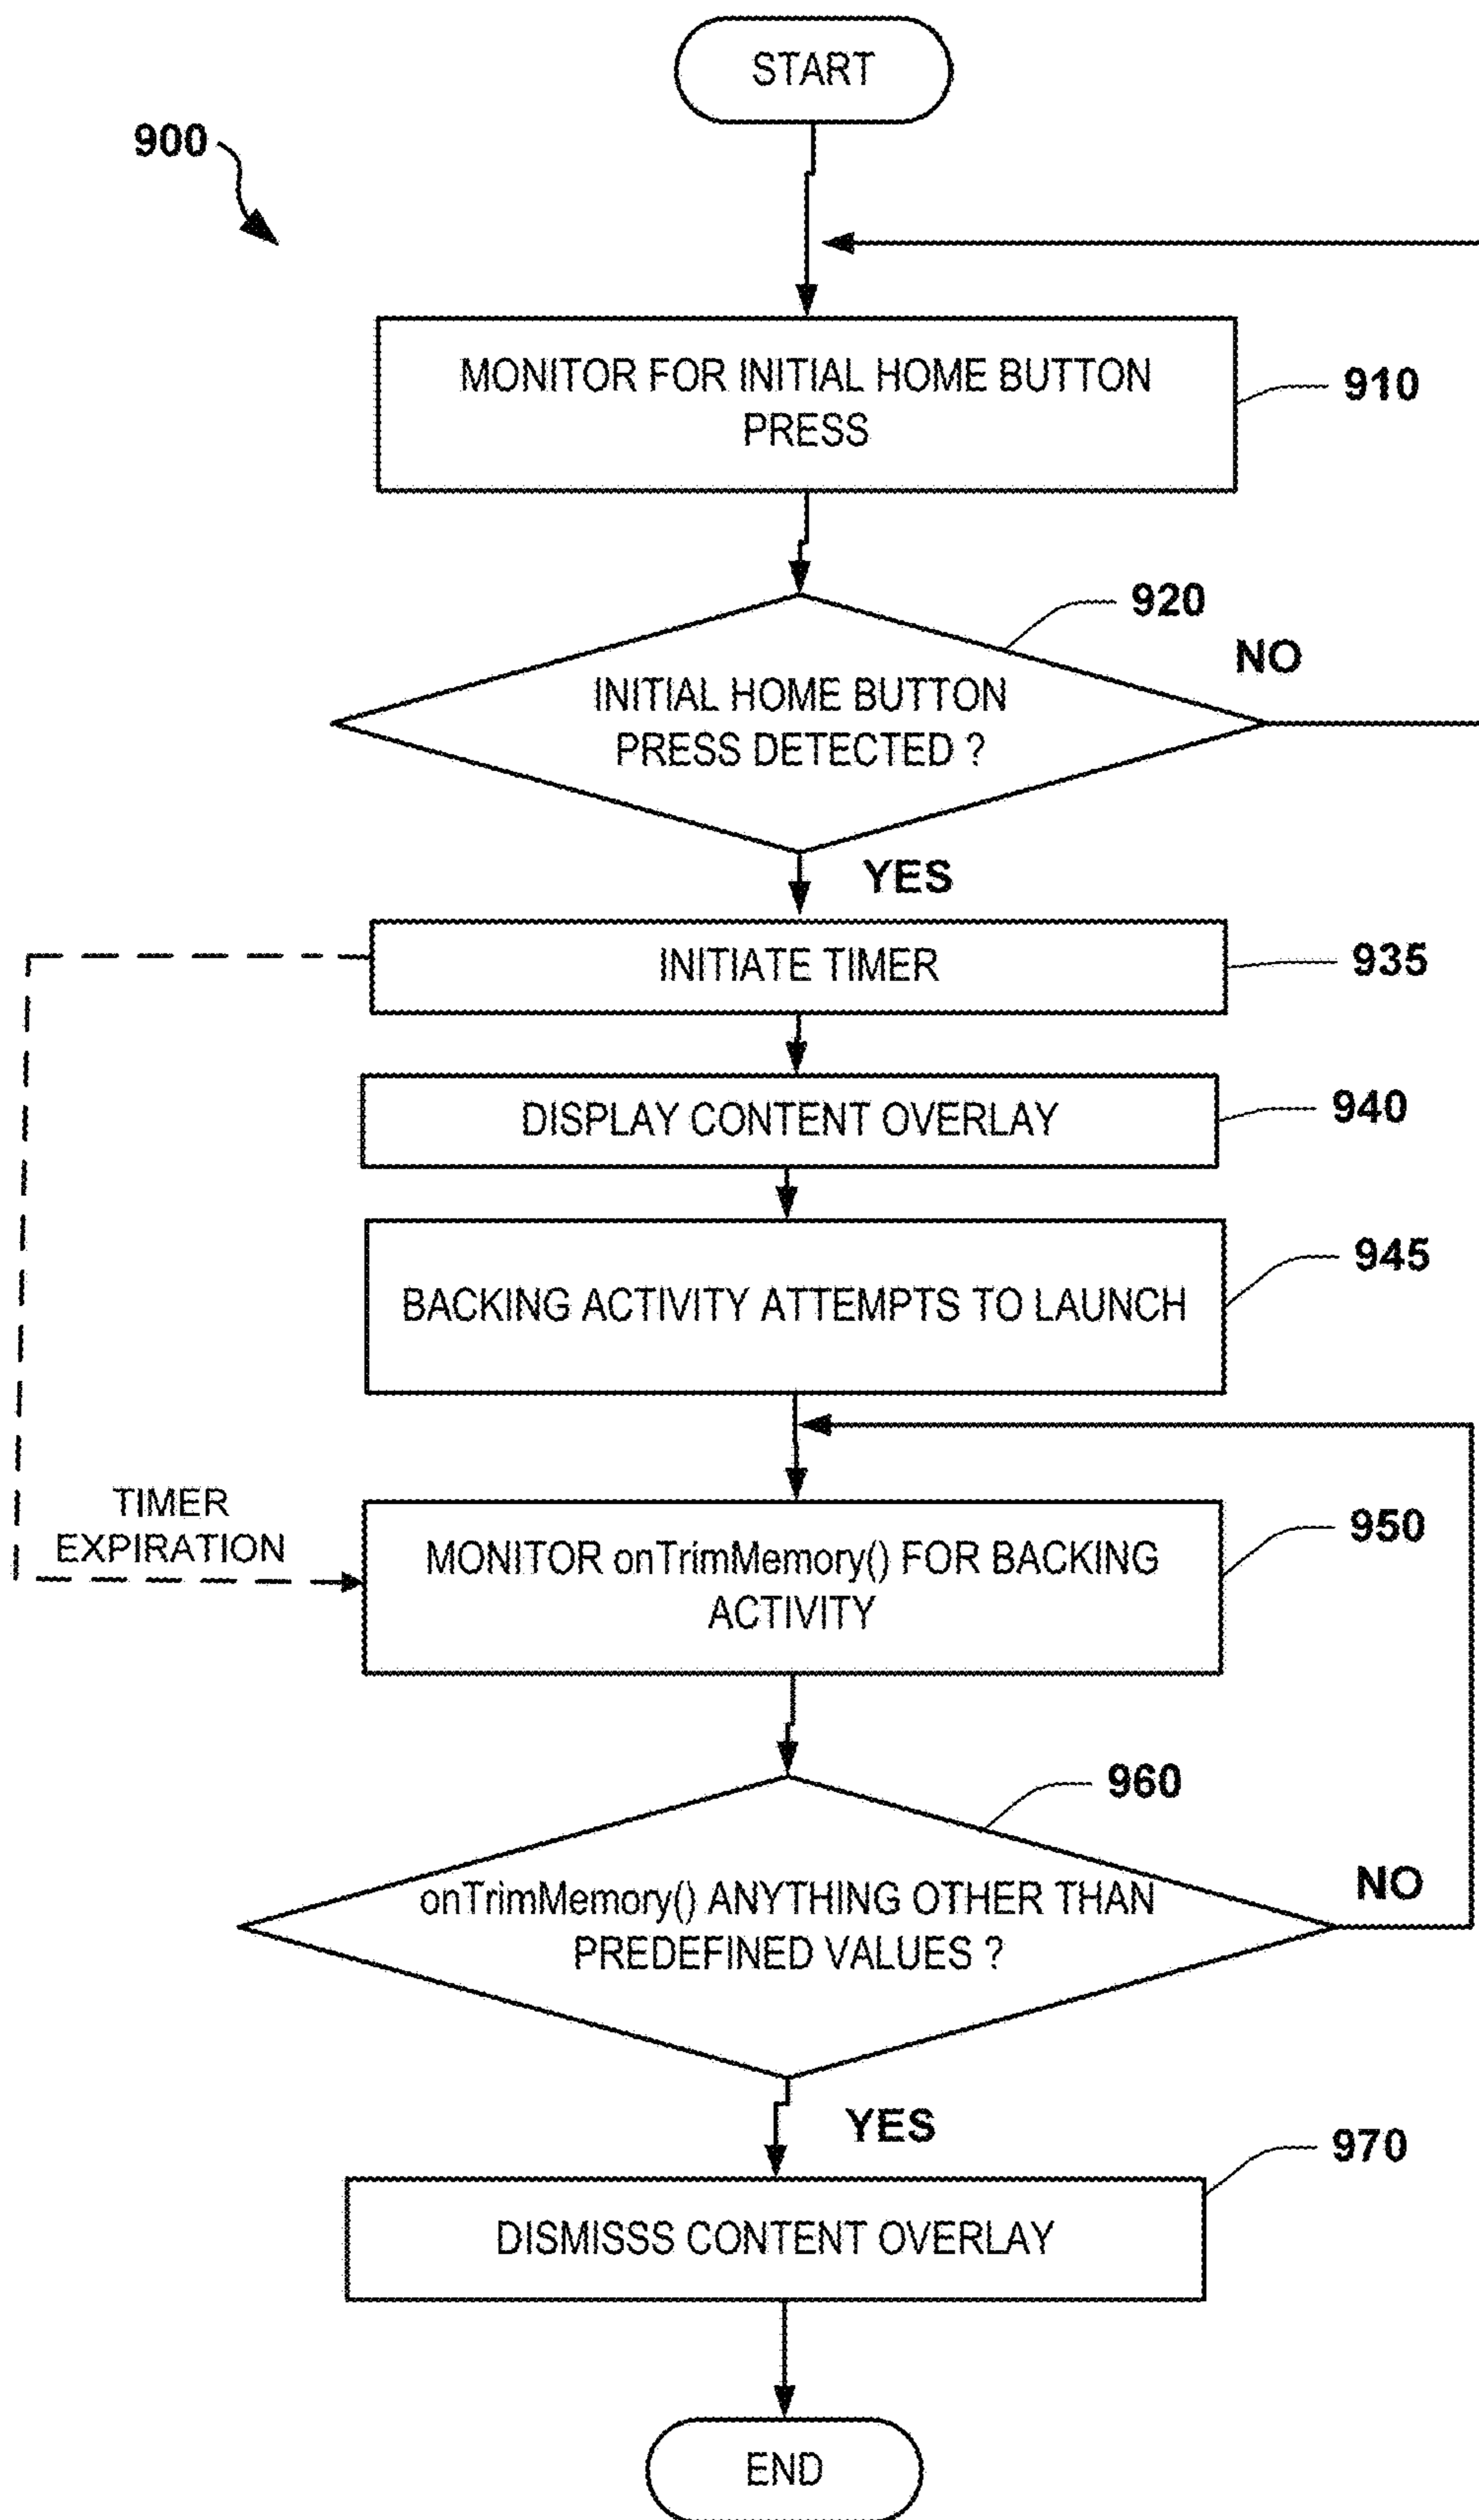 START
900
MONITOR FOR INITIAL HOME BUTTON
PRESS
910
920
NO
INITIAL HOME BUTTON
PRESS DETECTED ?
YES
INITIATE TIMER
935
DISPLAY CONTENT OVERLAY
940
945
BACKING ACTIVITY ATTEMPTS TO LAUNCH
TIMER
EXPIRATION
950
MONITOR onTrimMemory() FOR BACKING
ACTIVITY
960
NO
onTrimMemory() ANYTHING OTHER THAN
PREDEFINED VALUES ?
YES
970
DISMISSS CONTENT OVERLAY
END